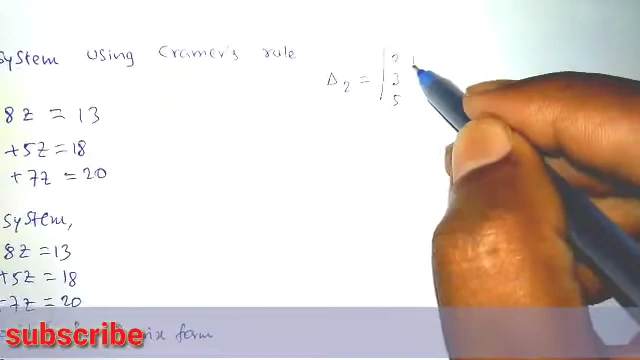 System using Cramer's rule
8z = 13
+5z = 18
+7z = 20
Δ2 = | 2
3
5
System,
8z = 13
+5z = 18
+7z = 20
form
subscribe